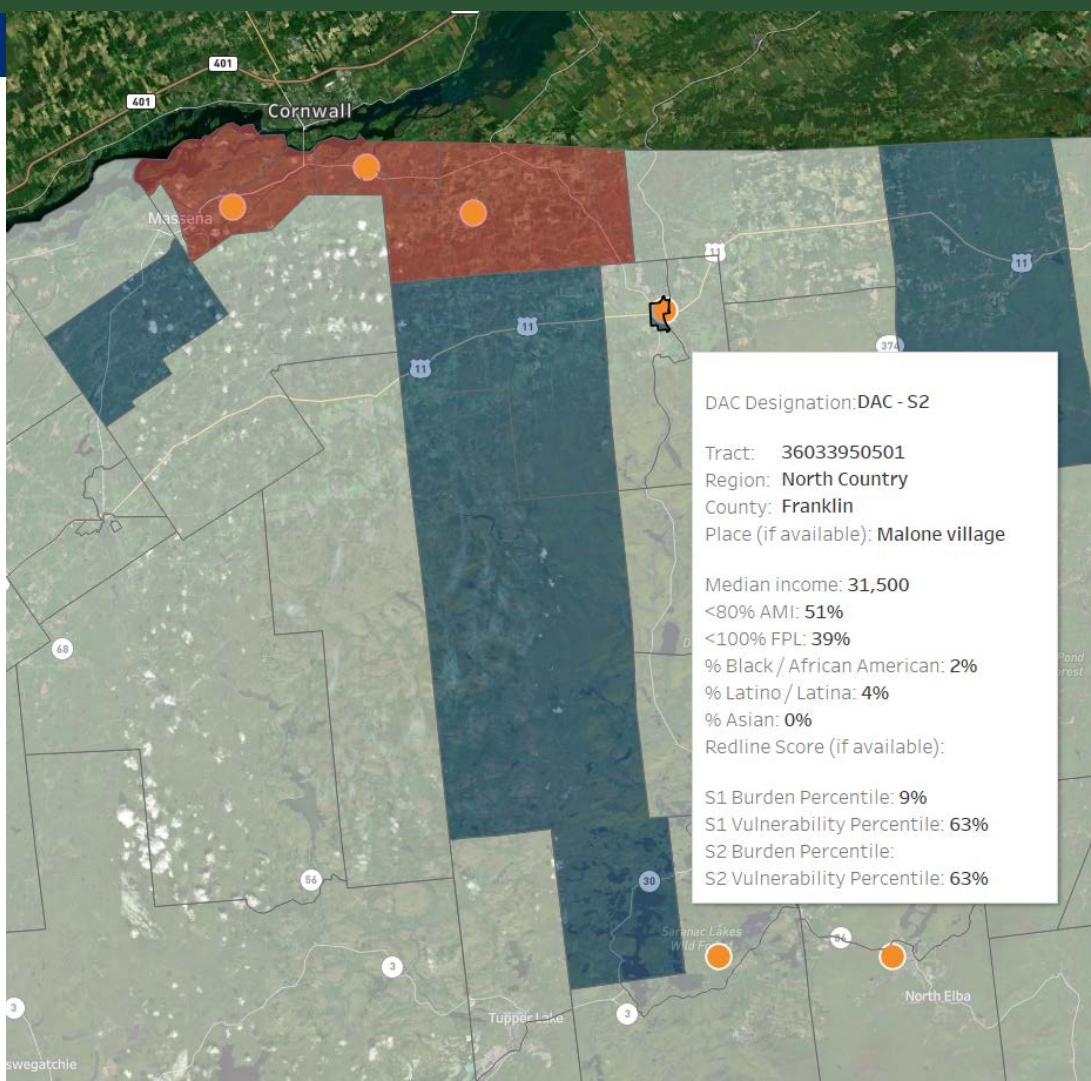 401
401
Cornwall
Massena
11
11
11
11
374
DAC Designation: DAC - S2
Tract: 36033950501
Region: North Country
County: Franklin
Place (if available): Malone village
Median income: 31,500
<80% AMI: 51%
<100% FPL: 39%
% Black / African American: 2%
% Latino / Latina: 4%
% Asian: 0%
Redline Score (if available):
S1 Burden Percentile: 9%
S1 Vulnerability Percentile: 63%
S2 Burden Percentile:
S2 Vulnerability Percentile: 63%
68
Pond
56
30
Saranac Lakes
Wild
3
North Elba
3
Tupper Lake
3
swegatchie